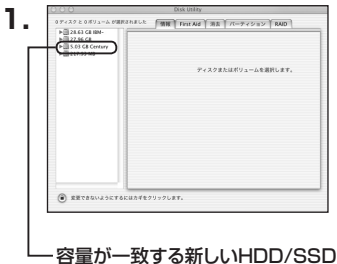 1.
Disk Utility
0 ディスク と 0 ボリューム が選択されました
情報 First Aid 消去 パーティション RAID
28.63 GB IBM-
27.96 GB
5.03 GB Century
ディスクまたはボリュームを選択します。
変更できないようにするにはカギをクリックします。
容量が一致する新しいHDD/SSD